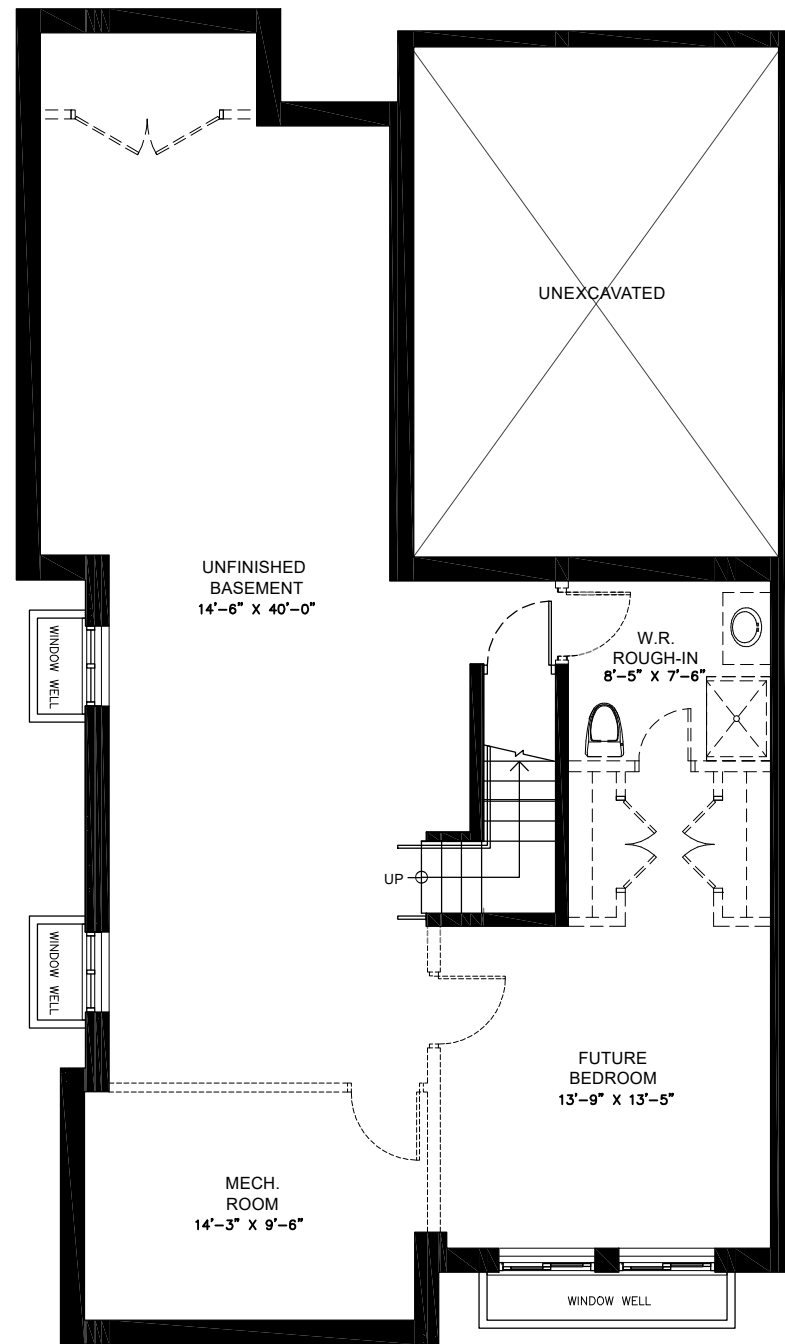 UNEXCAVATED
UNFINISHED
BASEMENT
14'-6" X 40'-0"
WINDOW WELL
W.R.
ROUGH-IN
8'-5" X 7'-6"
UP
WINDOW WELL
FUTURE
BEDROOM
13'-9" X 13'-5"
MECH.
ROOM
14'-3" X 9'-6"
WINDOW WELL